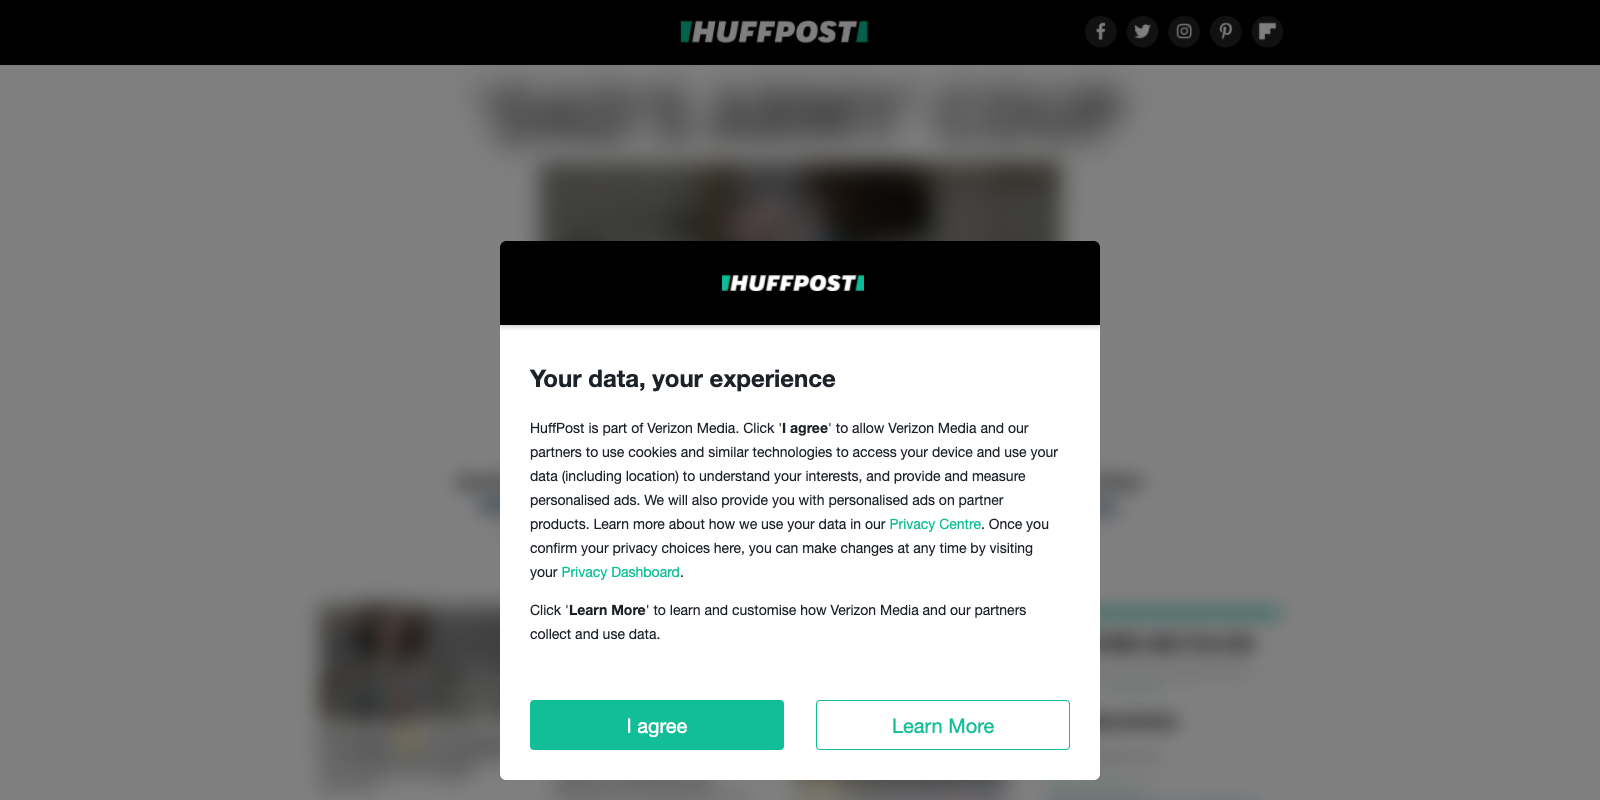 HUFFPOST
'DAD'S ARMY' COUP
HUFFPOST
Your data, your experience
HuffPost is part of Verizon Media. Click 'I agree' to allow Verizon Media and our
partners to use cookies and similar technologies to access your device and use your
data (including location) to understand your interests, and provide and measure
personalised ads. We will also provide you with personalised ads on partner
products. Learn more about how we use your data in our Privacy Centre. Once you
confirm your privacy choices here, you can make changes at any time by visiting
your Privacy Dashboard.
Click 'Learn More' to learn and customise how Verizon Media and our partners
collect and use data.
I agree
Learn More